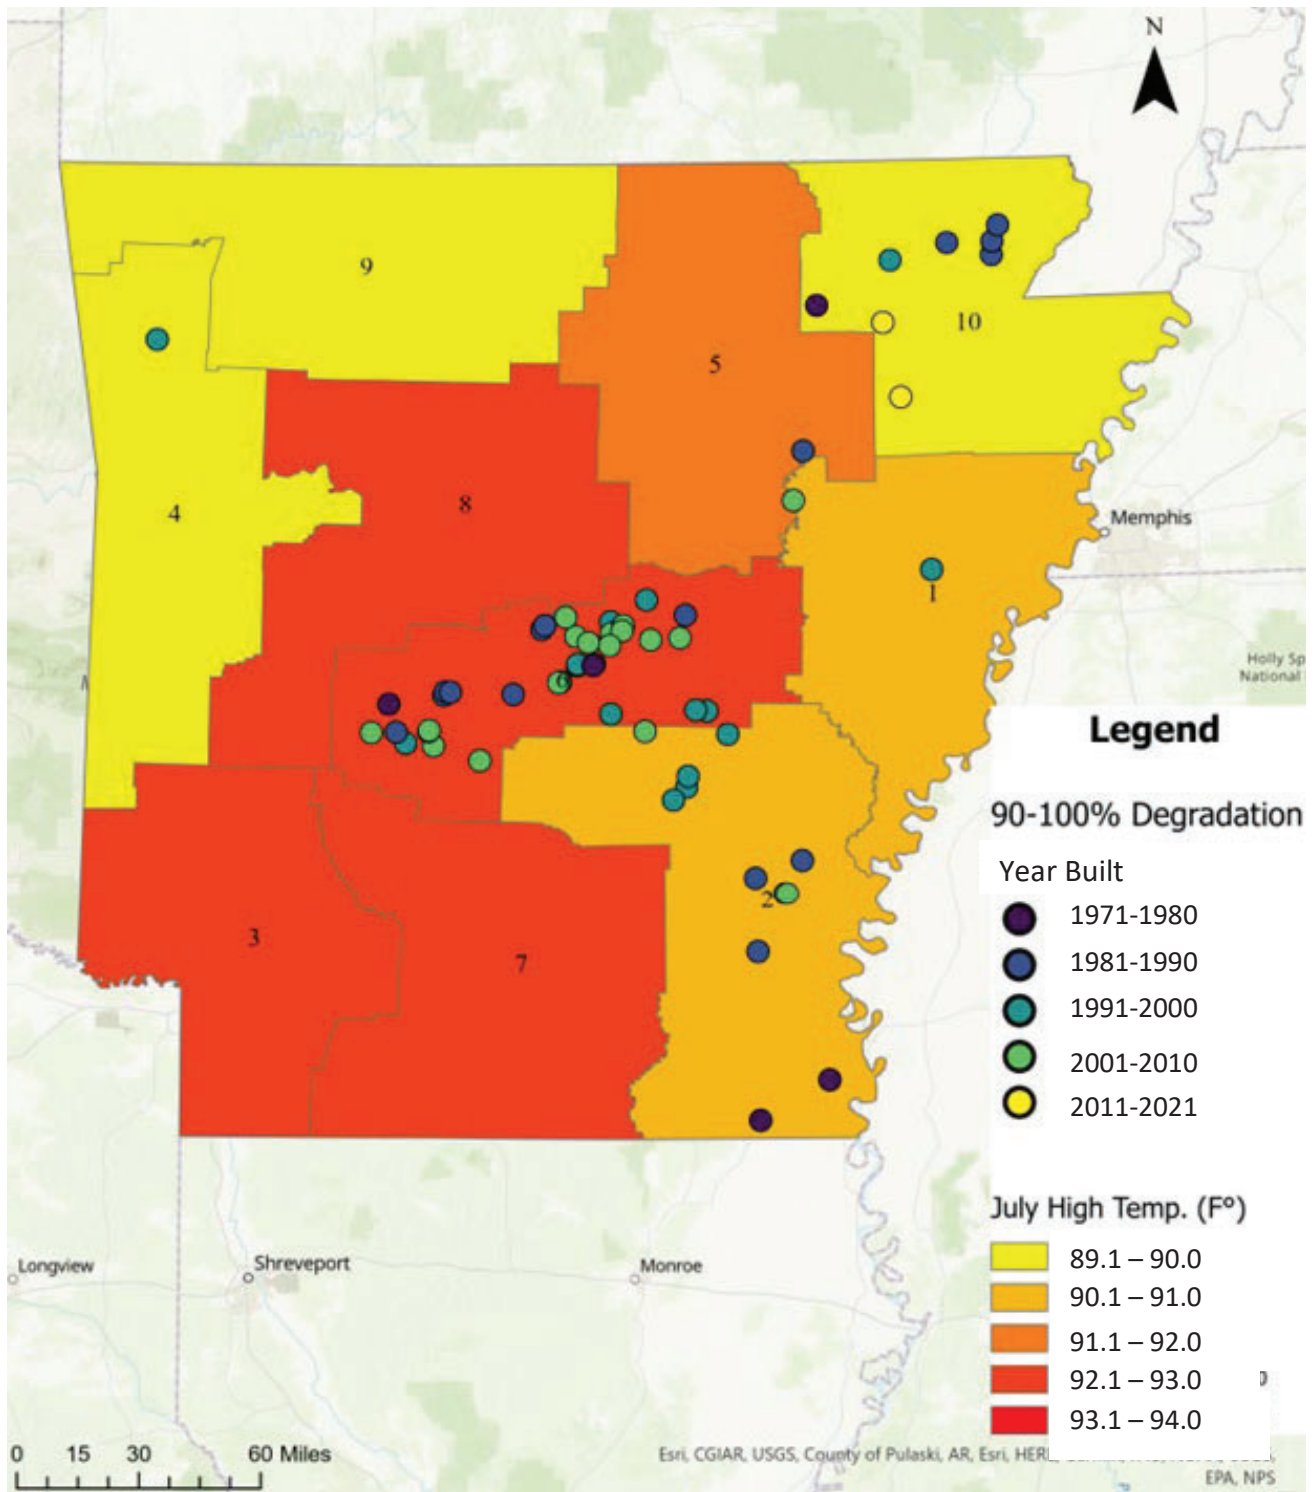 N
9
10
5
4
8
Memphis
1
Holly Sp
National
6
Legend
90-100% Degradation
Year Built
2
1971-1980
3
7
1981-1990
1991-2000
2001-2010
2011-2021
July High Temp. (F°)
Longview
Shreveport
Monroe
89.1 – 90.0
90.1 – 91.0
91.1 – 92.0
92.1 – 93.0
93.1 – 94.0
0 15 30 60 Miles
Esri, CGIAR, USGS, County of Pulaski, AR, Esri, HERE
EPA, NPS